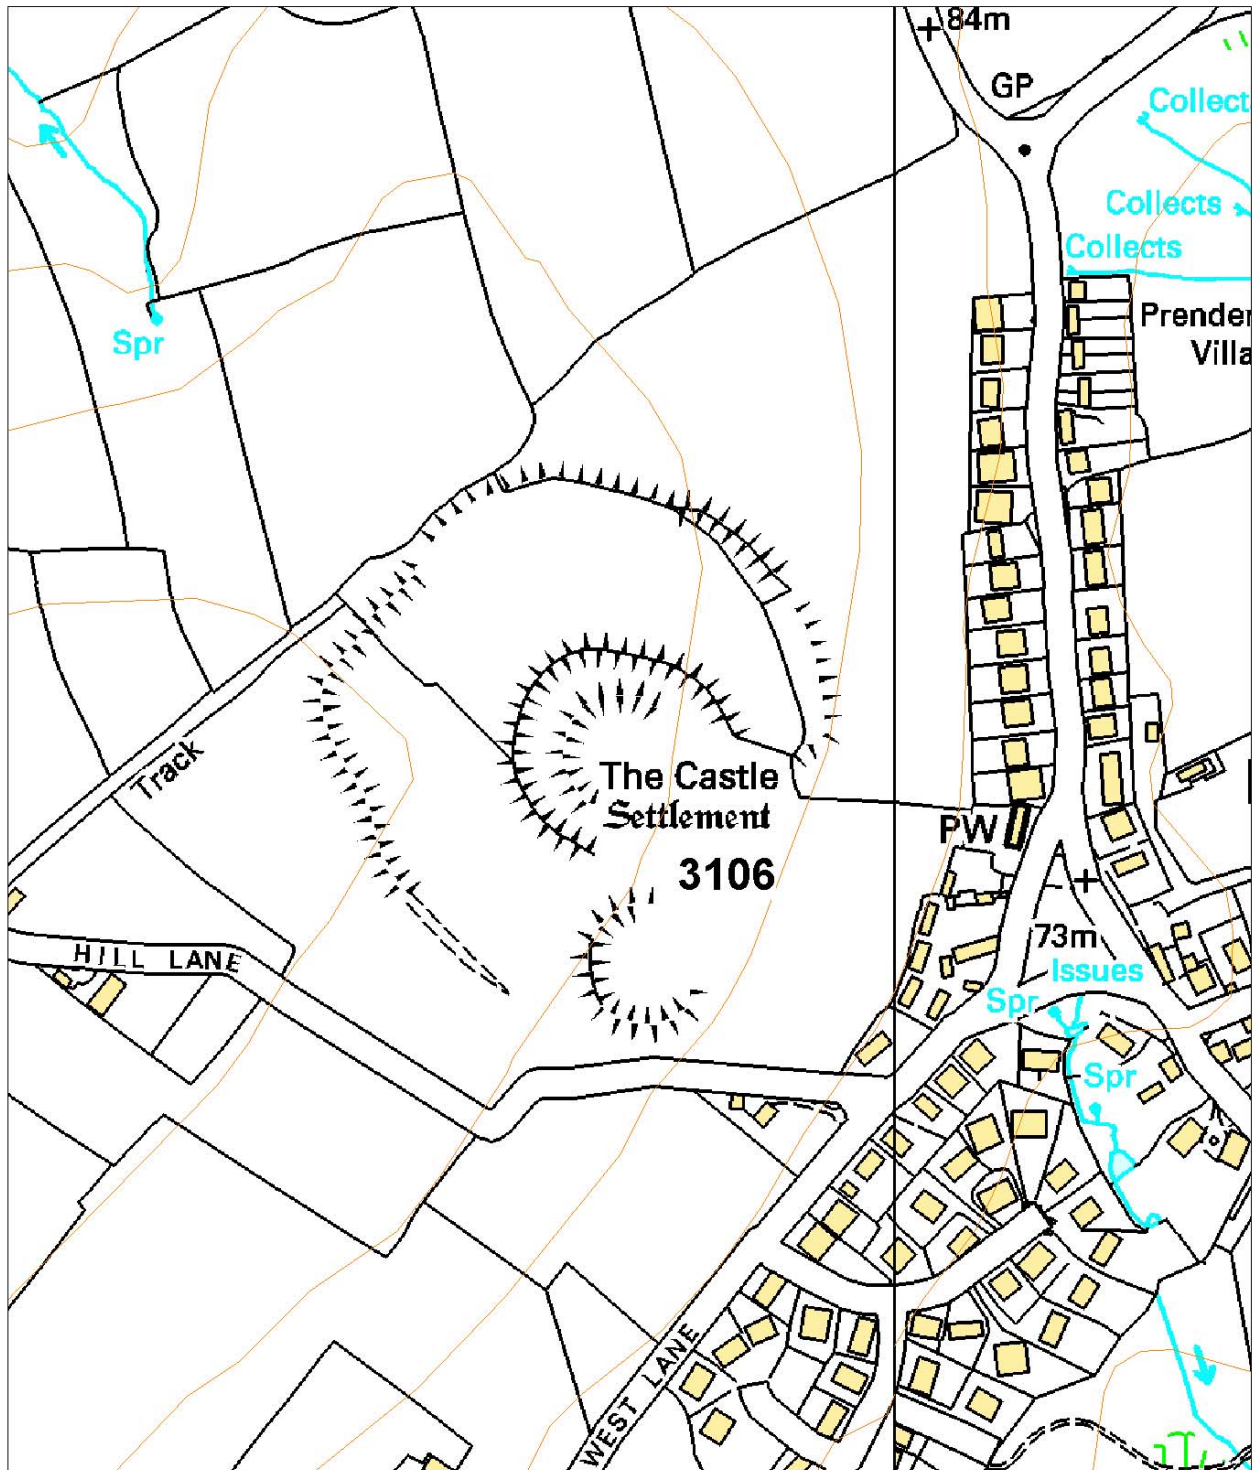 84m
GP
Collect
Collects
Collects
Spr
Prender
Villa
Track
The Castle
Settlement
3106
PW
73m
HILL LANE
Issues
Spr
Spr
WEST LANE